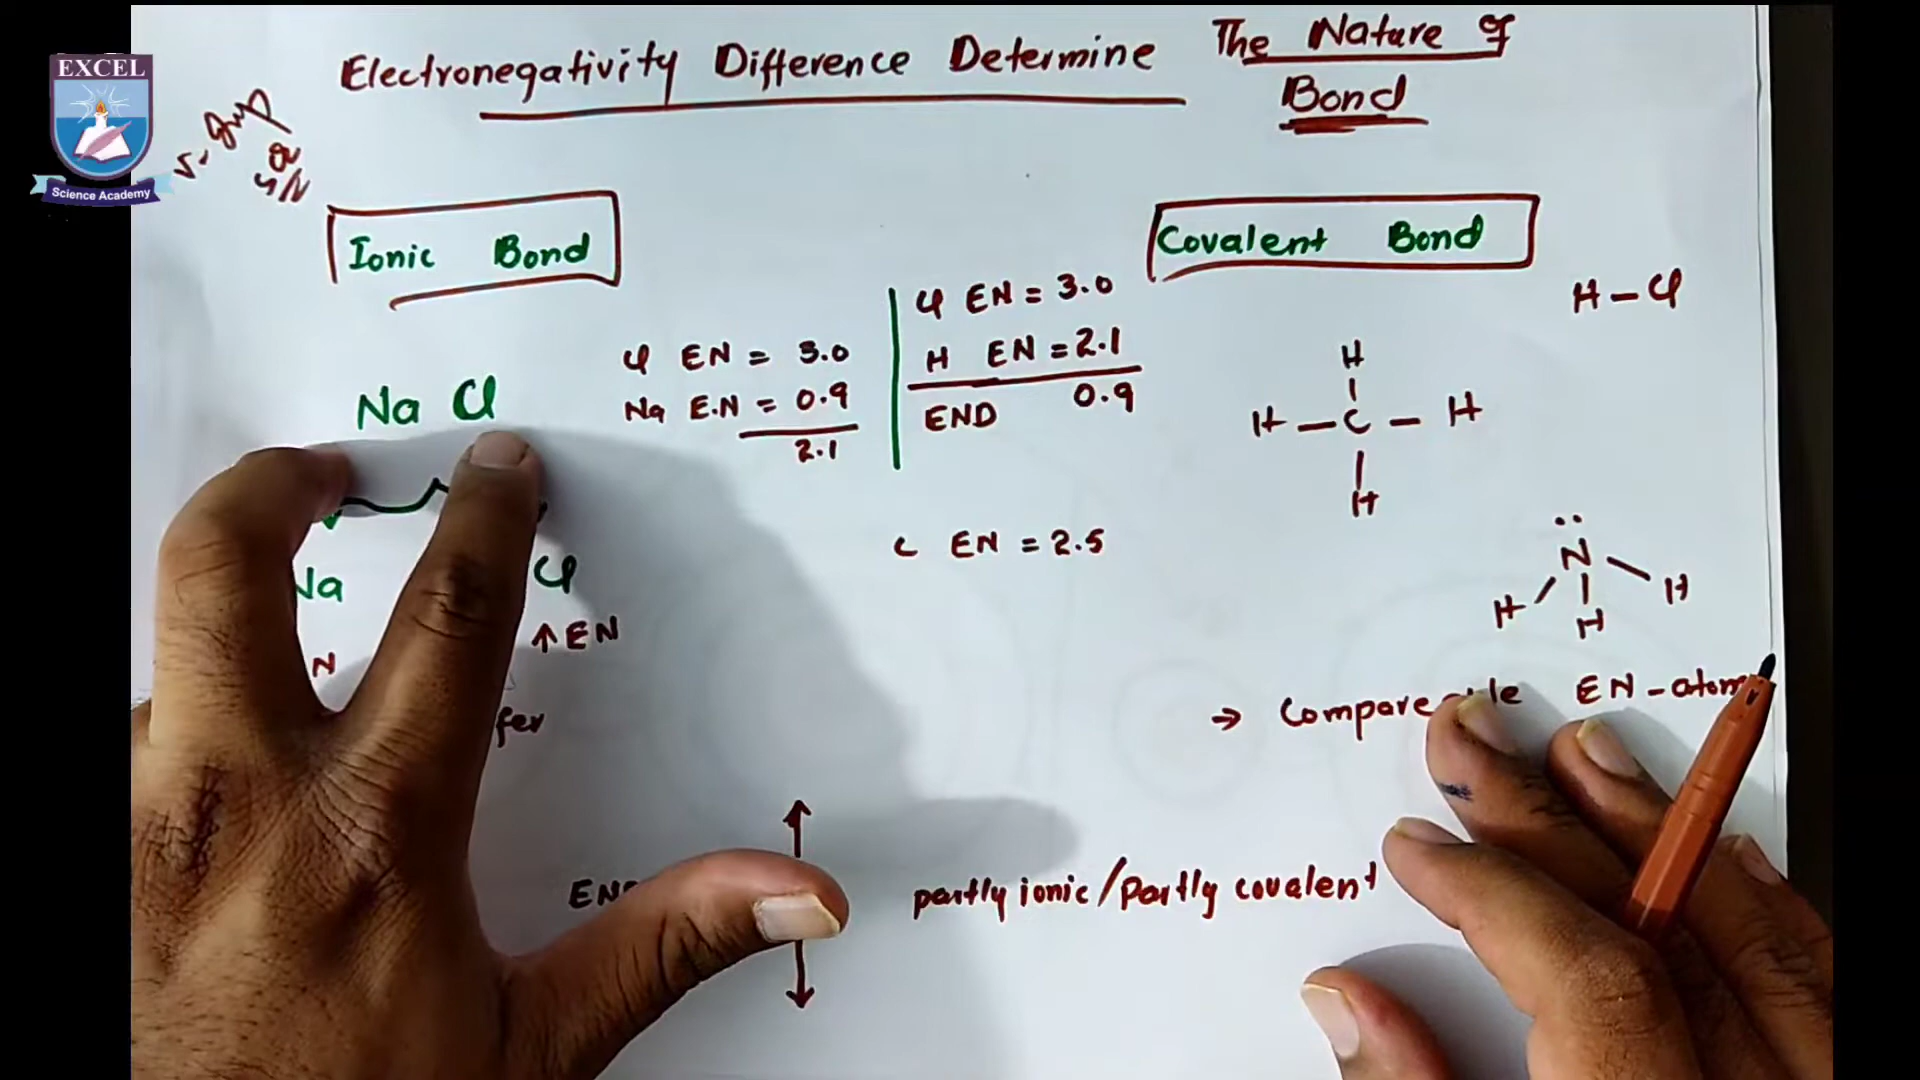 EXCEL
Science Academy
Electronegativity Difference Determine The Nature of
Bond
Ionic Bond
Covalent Bond
H - Cl
Na Cl
Cl EN = 3.0
Na E.N = 0.9
2.1
Cl EN = 3.0
H EN = 2.1
END 0.9
H
H - C - H
H
C EN = 2.5
Na Cl
↑ EN
N
H H
H
→ EN - atom
partly ionic/Partly covalent